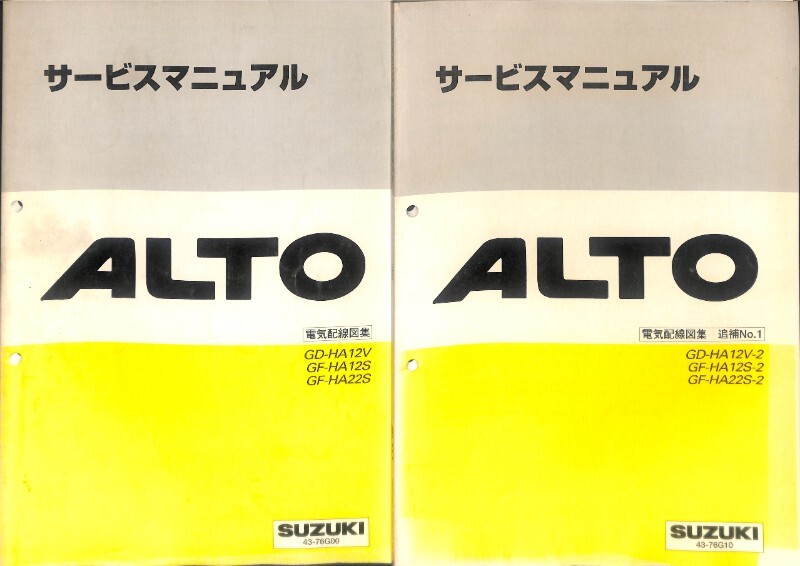 サービスマニュアル
ALTO
電気配線図集
GD-HA12V
GF-HA12S
GF-HA22S
SUZUKI
43-76G00
サービスマニュアル
ALTO
電気配線図集 追補No.1
GD-HA12V-2
GF-HA12S-2
GF-HA22S-2
SUZUKI
43-76G10